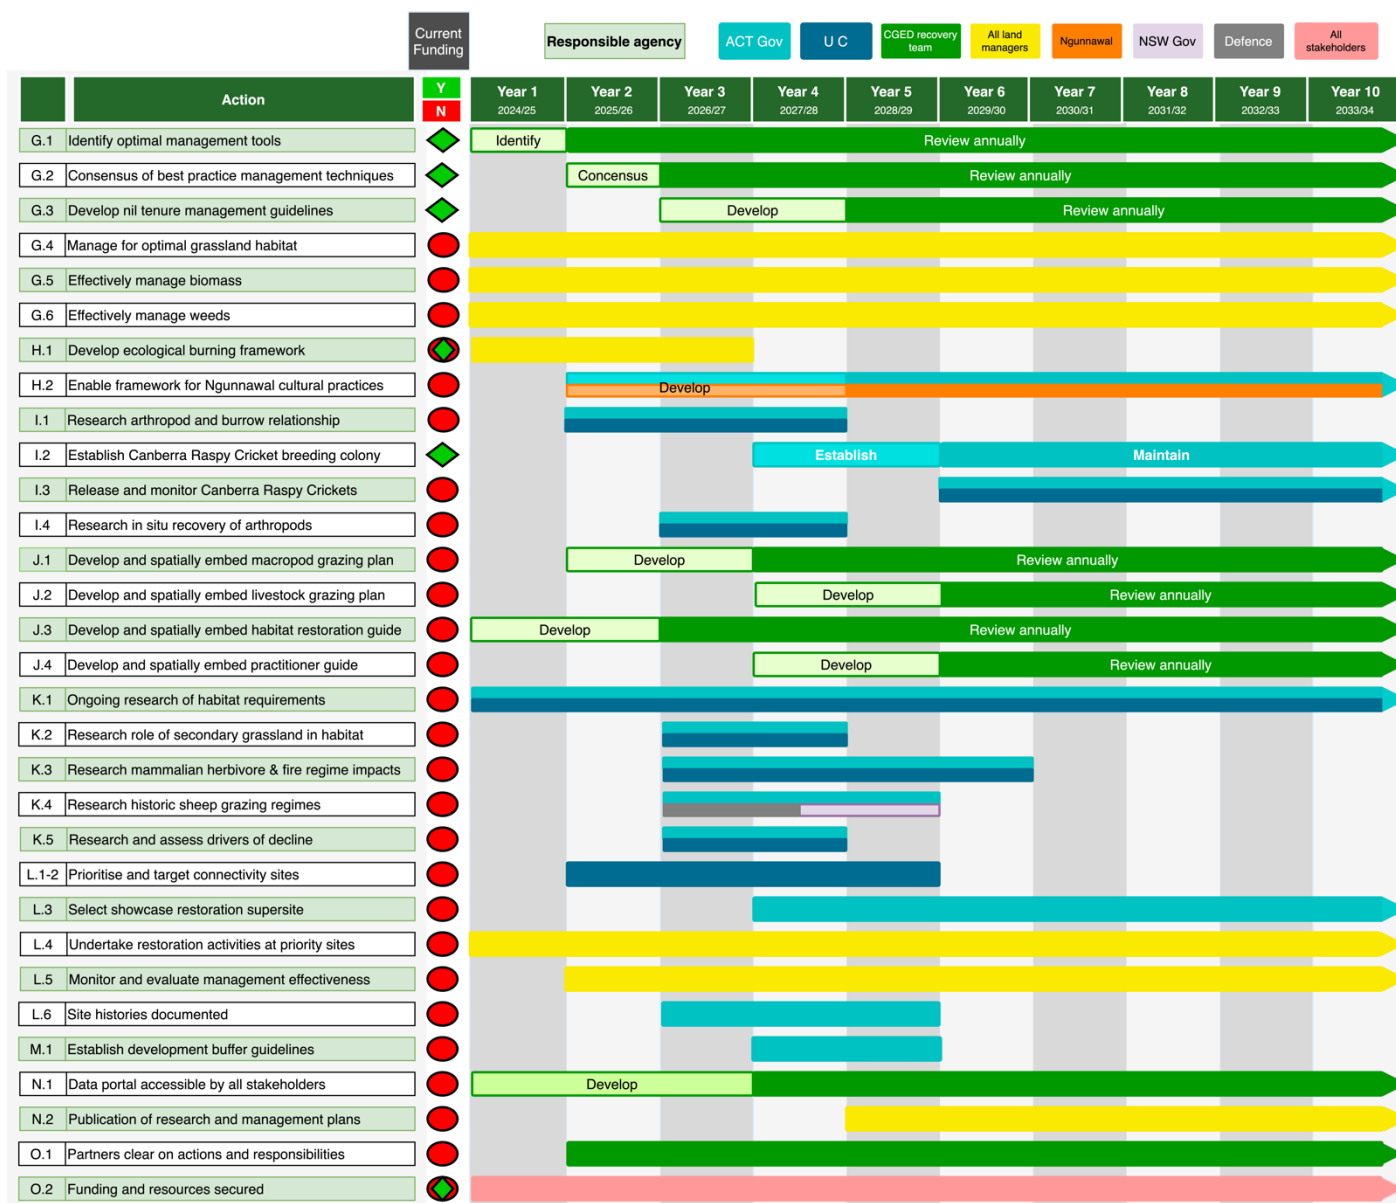 Current
Funding
Responsible agency
ACT Gov
U C
CGED recovery
team
All land
managers
Ngunnawal
NSW Gov
Defence
All
stakeholders
Action
Y
N
Year 1
2024/25
Year 2
2025/26
Year 3
2026/27
Year 4
2027/28
Year 5
2028/29
Year 6
2029/30
Year 7
2030/31
Year 8
2031/32
Year 9
2032/33
Year 10
2033/34
G.1 Identify optimal management tools Identify Review annually
G.2 Consensus of best practice management techniques Concensus Review annually
G.3 Develop nil tenure management guidelines Develop Review annually
G.4 Manage for optimal grassland habitat
G.5 Effectively manage biomass
G.6 Effectively manage weeds
H.1 Develop ecological burning framework
H.2 Enable framework for Ngunnawal cultural practices Develop
I.1 Research arthropod and burrow relationship
I.2 Establish Canberra Raspy Cricket breeding colony Establish Maintain
I.3 Release and monitor Canberra Raspy Crickets
I.4 Research in situ recovery of arthropods
J.1 Develop and spatially embed macropod grazing plan Develop Review annually
J.2 Develop and spatially embed livestock grazing plan Develop Review annually
J.3 Develop and spatially embed habitat restoration guide Develop Review annually
J.4 Develop and spatially embed practitioner guide Develop Review annually
K.1 Ongoing research of habitat requirements
K.2 Research role of secondary grassland in habitat
K.3 Research mammalian herbivore & fire regime impacts
K.4 Research historic sheep grazing regimes
K.5 Research and assess drivers of decline
L.1-2 Prioritise and target connectivity sites
L.3 Select showcase restoration supersite
L.4 Undertake restoration activities at priority sites
L.5 Monitor and evaluate management effectiveness
L.6 Site histories documented
M.1 Establish development buffer guidelines
N.1 Data portal accessible by all stakeholders Develop
N.2 Publication of research and management plans
O.1 Partners clear on actions and responsibilities
O.2 Funding and resources secured